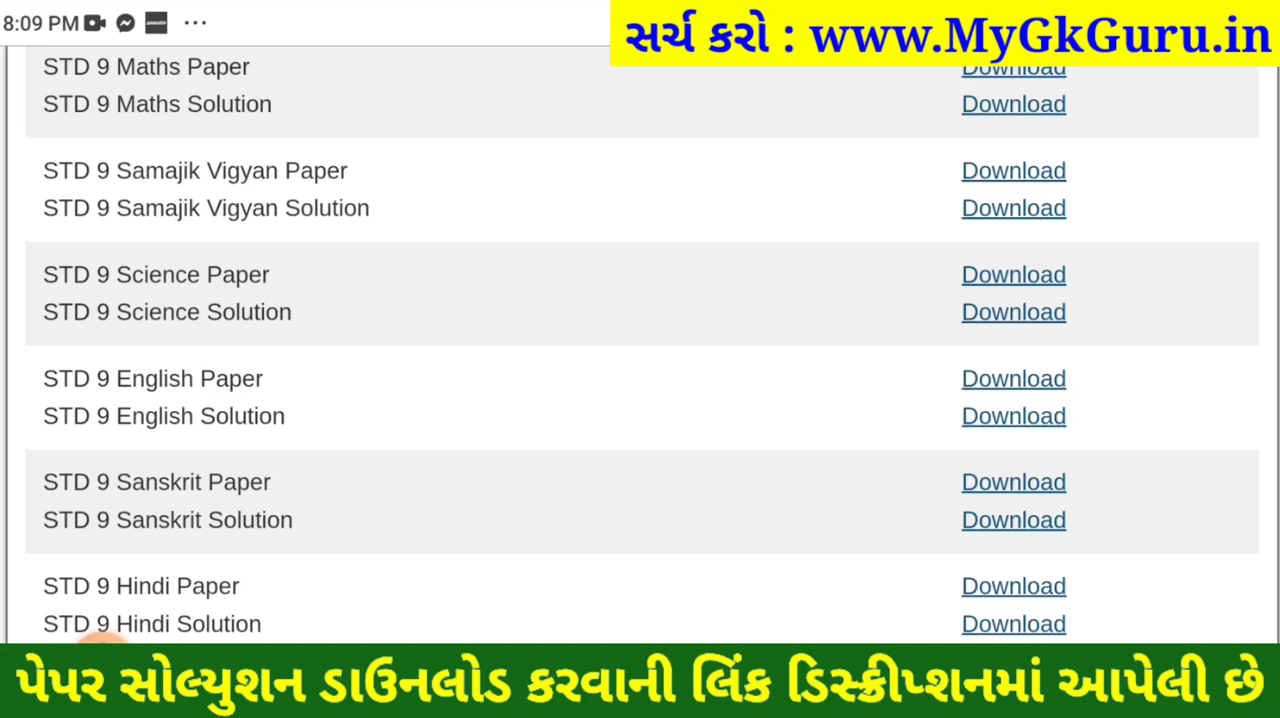 8:09 PM
સર્ચ કરો : www.MyGkGuru.in
STD 9 Maths Paper Download
STD 9 Maths Solution Download
STD 9 Samajik Vigyan Paper Download
STD 9 Samajik Vigyan Solution Download
STD 9 Science Paper Download
STD 9 Science Solution Download
STD 9 English Paper Download
STD 9 English Solution Download
STD 9 Sanskrit Paper Download
STD 9 Sanskrit Solution Download
STD 9 Hindi Paper Download
STD 9 Hindi Solution Download
પેપર સોલ્યુશન ડાઉનલોડ કરવાની લિંક ડિસ્ક્રીપ્શનમાં આપેલી છે